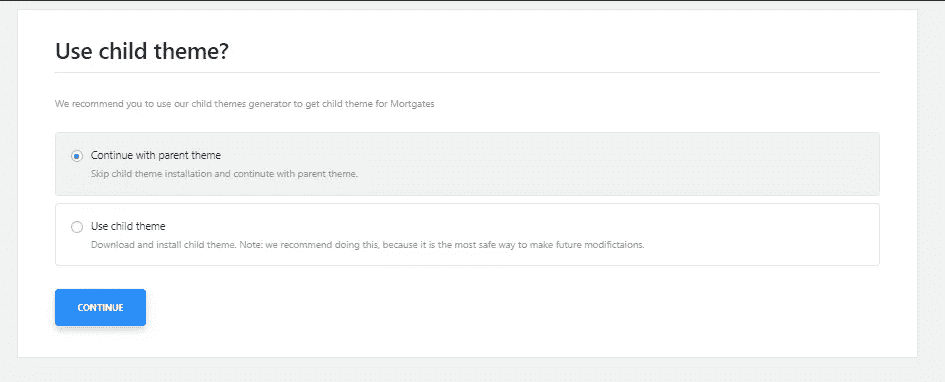 Use child theme?
We recommend you to use our child themes generator to get child theme for Mortgates
Continue with parent theme
Skip child theme installation and continute with parent theme.
Use child theme
Download and install child theme. Note: we recommend doing this, because it is the most safe way to make future modifictaions.
CONTINUE